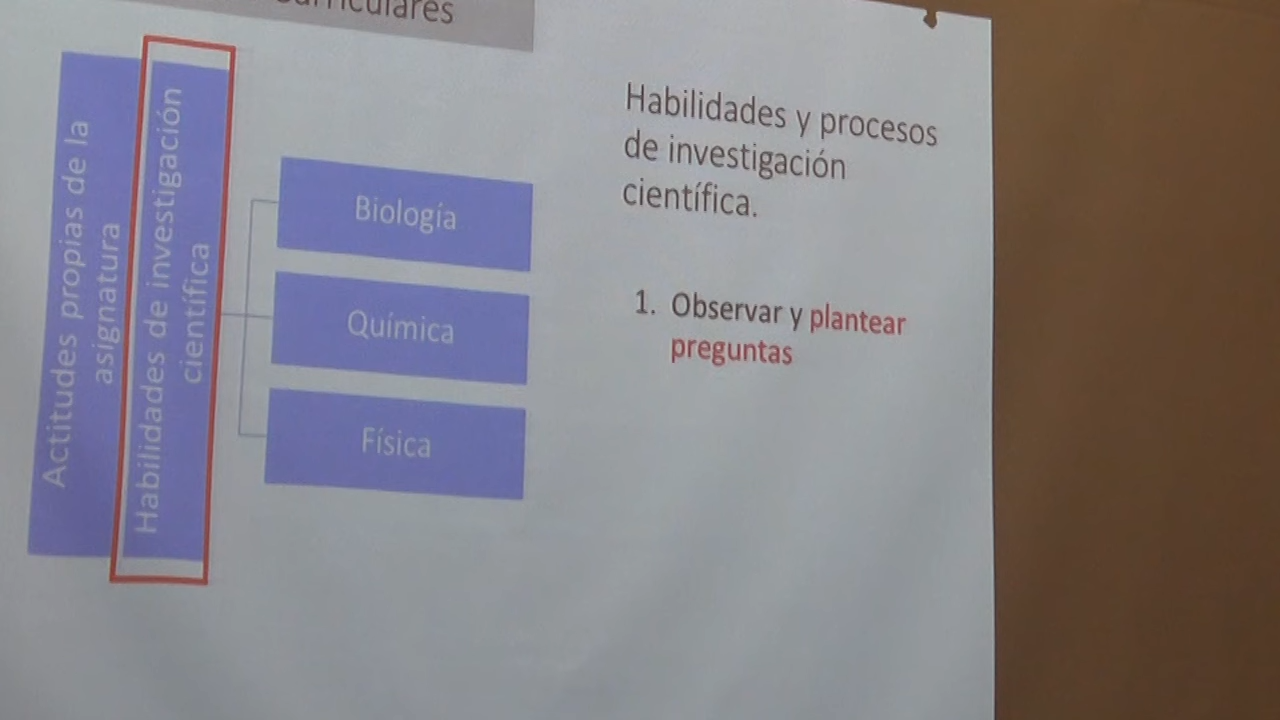 Actitudes propias de la
asignatura
Habilidades de investigación
científica
Biología
Química
Física
Habilidades y procesos
de investigación
científica.
1. Observar y plantear
preguntas